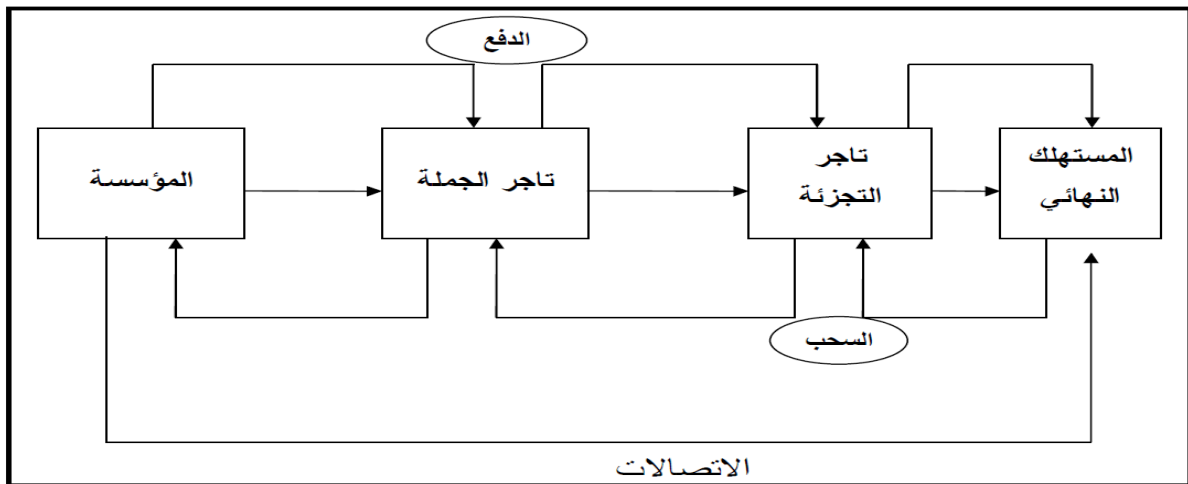 الدفع
المؤسسة
تاجر الجملة
تاجر
التجزئة
المستهلك
النهائي
السحب
الاتصالات